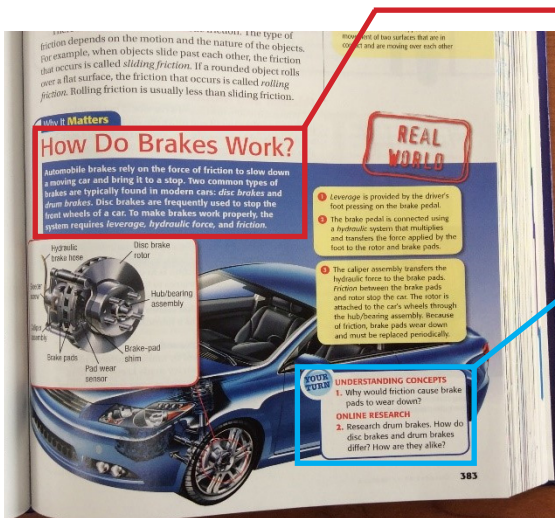 friction. The type of
friction depends on the motion and the nature of the objects.
For example, when objects slide past each other, the friction
that occurs is called sliding friction. If a rounded object rolls
over a flat surface, the friction that occurs is called rolling
friction. Rolling friction is usually less than sliding friction.
movement of two surfaces that are in
contact and are moving over each other
Why It Matters
How Do Brakes Work?
Automobile brakes rely on the force of friction to slow down
a moving car and bring it to a stop. Two common types of
brakes are typically found in modern cars: disc brakes and
drum brakes. Disc brakes are frequently used to stop the
front wheels of a car. To make brakes work properly, the
system requires leverage, hydraulic force, and friction.
REAL
WORLD
1 Leverage is provided by the driver's
foot pressing on the brake pedal.
2 The brake pedal is connected using
a hydraulic system that multiplies
and transfers the force applied by the
foot to the rotor and brake pads.
3 The caliper assembly transfers the
hydraulic force to the brake pads.
Friction between the brake pads
and rotor stop the car. The rotor is
attached to the car's wheels through
the hub/bearing assembly. Because
of friction, brake pads wear down
and must be replaced periodically.
Hydraulic
brake hose
Disc brake
rotor
Bleeder
screw
Hub/bearing
assembly
Caliper
assembly
Brake pads
Pad wear
sensor
Brake-pad
shim
YOUR
TURN
UNDERSTANDING CONCEPTS
1. Why would friction cause brake
pads to wear down?
ONLINE RESEARCH
2. Research drum brakes. How do
disc brakes and drum brakes
differ? How are they alike?
383